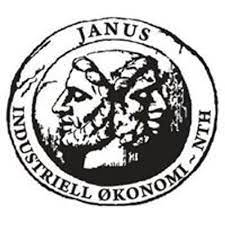 JANUS
INDUSTRIELL ØKONOMI ~ NTH